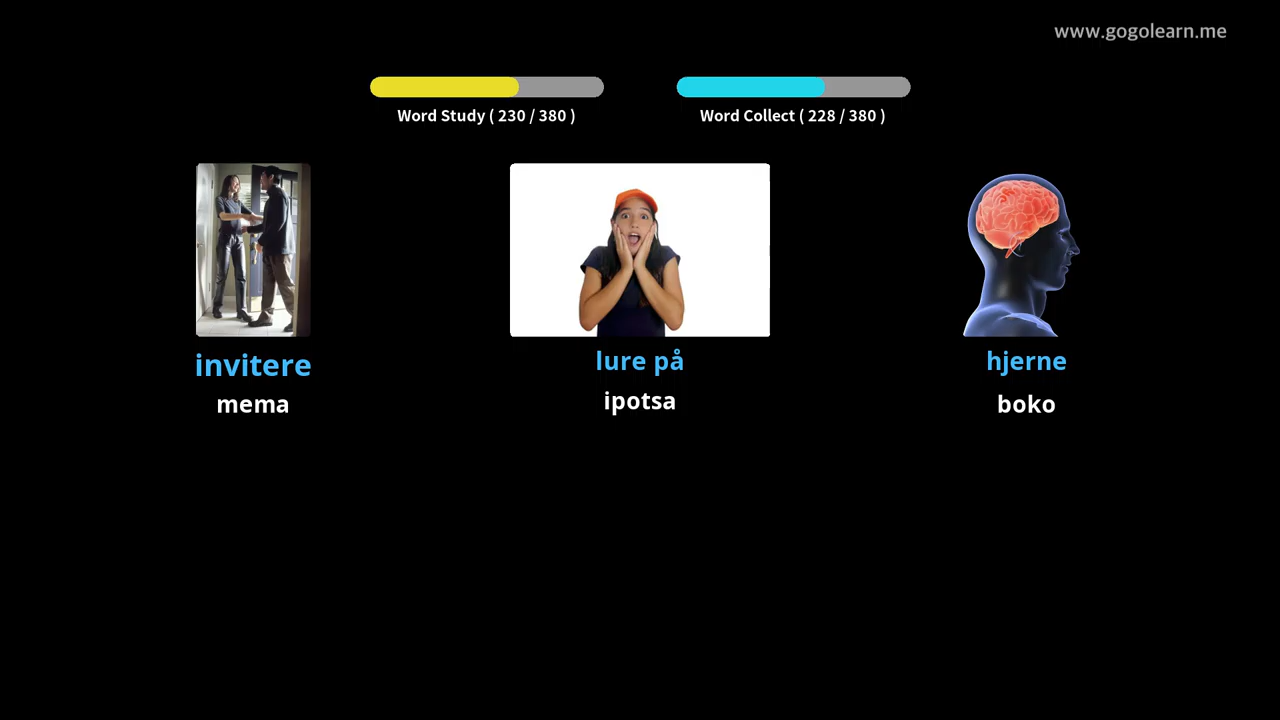 www.gogolearn.me
Word Study ( 230 / 380 )
Word Collect ( 228 / 380 )
invitere
mema
lure på
ipotsa
hjerne
boko